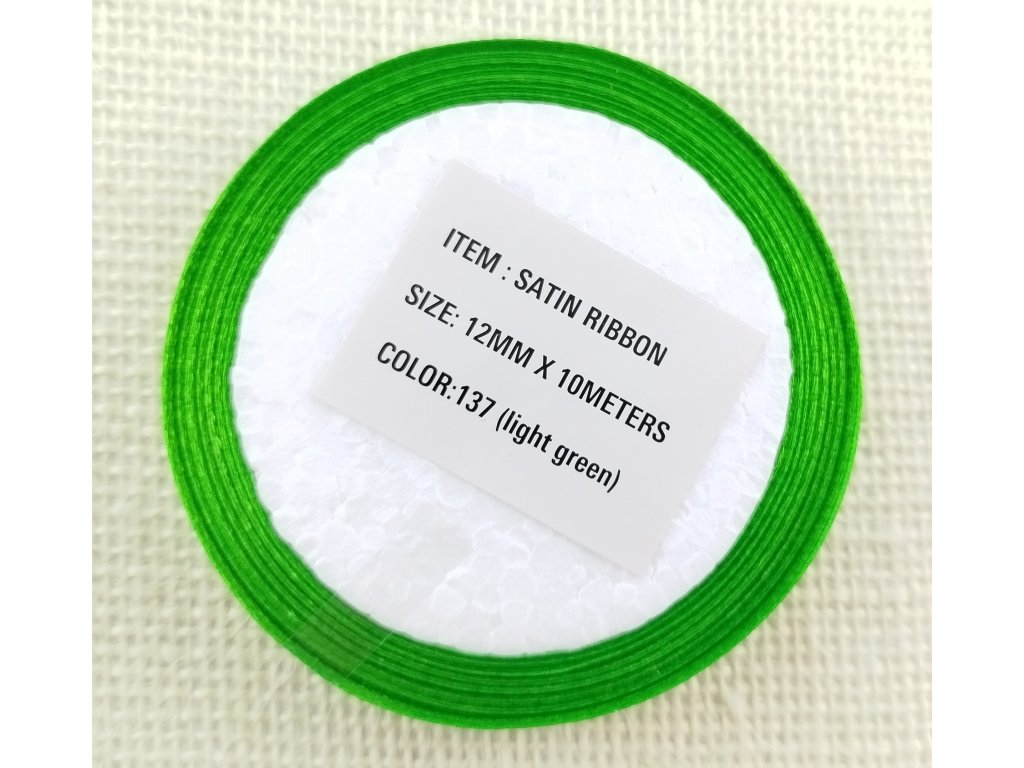 ITEM : SATIN RIBBON
SIZE: 12MM X 10METERS
COLOR:137 (light green)